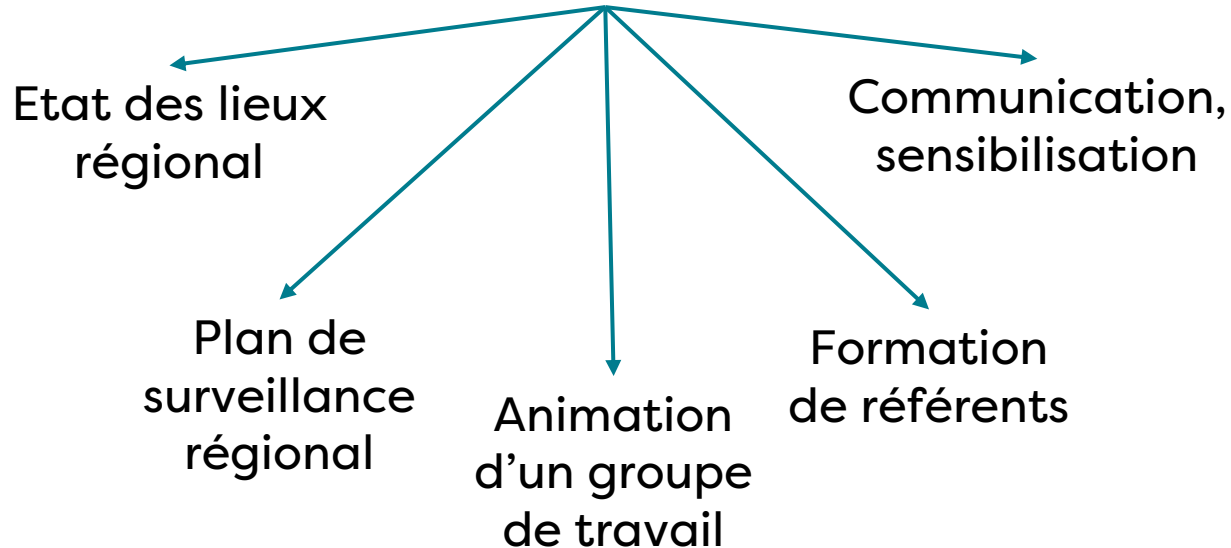 Etat des lieux
régional
Plan de
surveillance
régional
Animation
d’un groupe
de travail
Formation
de référents
Communication,
sensibilisation